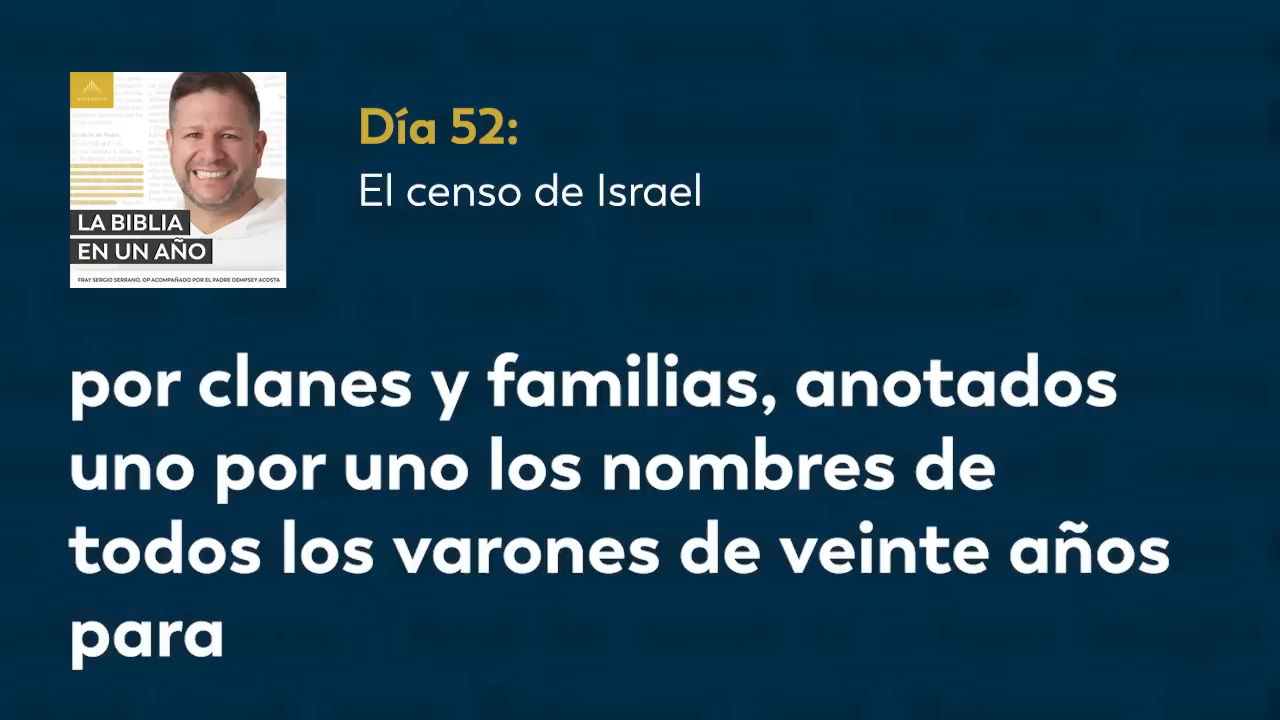 Día 52:
El censo de Israel
ASCENSION
LA BIBLIA
EN UN AÑO
FRAY SERGIO SERRANO, OP ACOMPAÑADO POR EL PADRE DEMPSEY ACOSTA
por clanes y familias, anotados
uno por uno los nombres de
todos los varones de veinte años
para